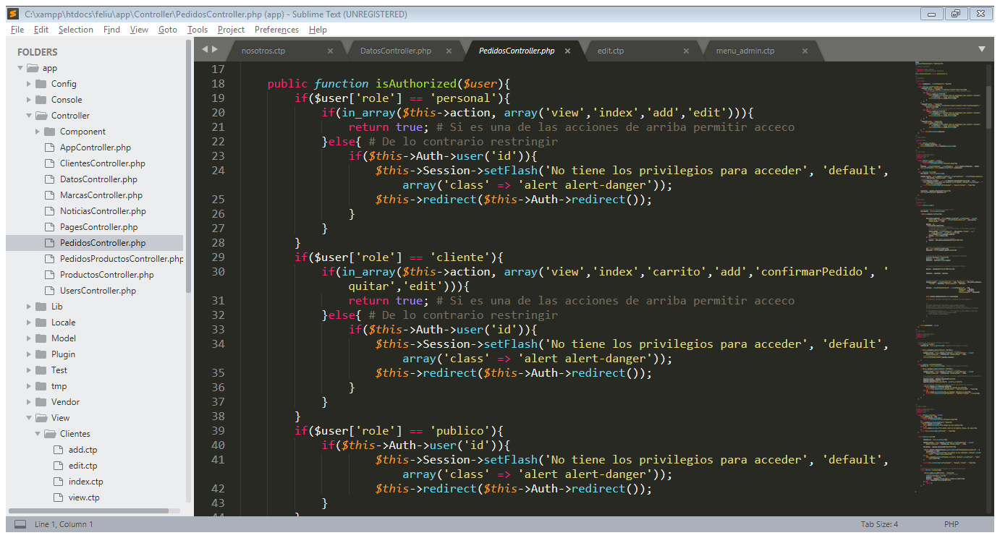 C:\xampp\htdocs\feliu\app\Controller\PedidosController.php (app) - Sublime Text (UNREGISTERED)
File Edit Selection Find View Goto Tools Project Preferences Help
FOLDERS
app
Config
Console
Controller
Component
AppController.php
ClientesController.php
DatosController.php
MarcasController.php
NoticiasController.php
PagesController.php
PedidosController.php
PedidosProductosController.php
ProductosController.php
UsersController.php
Lib
Locale
Model
Plugin
Test
tmp
Vendor
View
Clientes
add.ctp
edit.ctp
index.ctp
view.ctp
nosotros.ctp DatosController.php PedidosController.php edit.ctp menu_admin.ctp
17
18 public function isAuthorized($user){
19 if($user['role'] == 'personal'){
20 if(in_array($this->action, array('view','index','add','edit'))){
21 return true; # Si es una de las acciones de arriba permitir acceco
22 }else{ # De lo contrario restringir
23 if($this->Auth->user('id')){
24 $this->Session->setFlash('No tiene los privilegios para acceder', 'default',
array('class' => 'alert alert-danger'));
25 $this->redirect($this->Auth->redirect());
26 }
27 }
28 }
29 if($user['role'] == 'cliente'){
30 if(in_array($this->action, array('view','index','carrito','add','confirmarPedido', '
quitar','edit'))){
31 return true; # Si es una de las acciones de arriba permitir acceco
32 }else{ # De lo contrario restringir
33 if($this->Auth->user('id')){
34 $this->Session->setFlash('No tiene los privilegios para acceder', 'default',
array('class' => 'alert alert-danger'));
35 $this->redirect($this->Auth->redirect());
36 }
37 }
38 }
39 if($user['role'] == 'publico'){
40 if($this->Auth->user('id')){
41 $this->Session->setFlash('No tiene los privilegios para acceder', 'default',
array('class' => 'alert alert-danger'));
42 $this->redirect($this->Auth->redirect());
43 }
44 }
Line 1, Column 1 Tab Size: 4 PHP